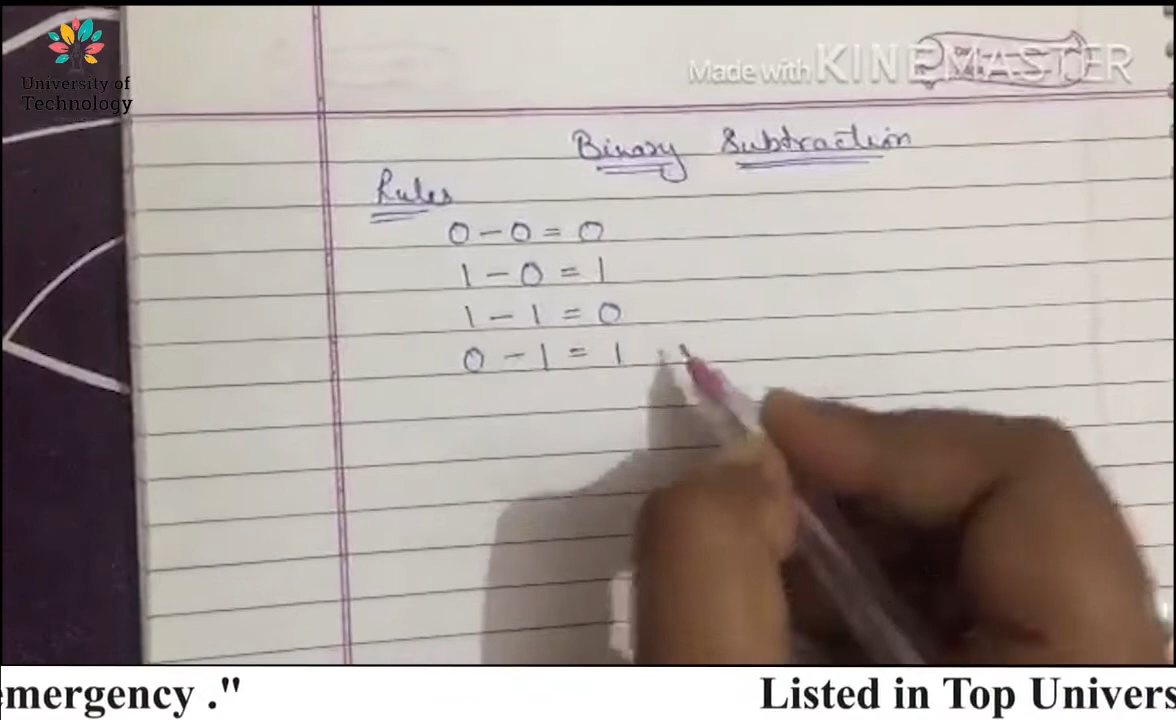 University of
Technology
Made with KINEMASTER
Binary Subtraction
Rules
0 - 0 = 0
1 - 0 = 1
1 - 1 = 0
0 - 1 = 1
emergency ."
Listed in Top Univers